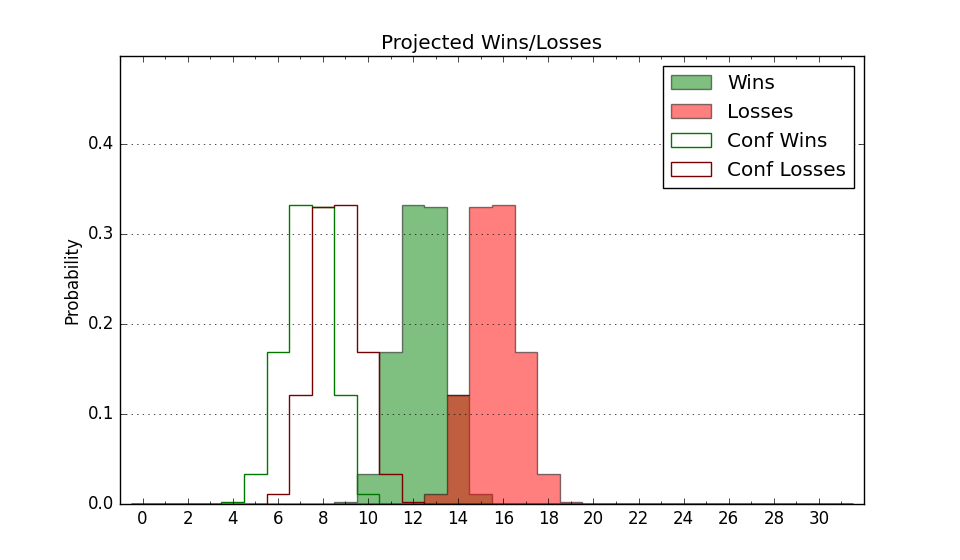 Projected Wins/Losses
Wins
Losses
Conf Wins
Conf Losses
Probability
0.4
0.3
0.2
0.1
0.0
0 2 4 6 8 10 12 14 16 18 20 22 24 26 28 30